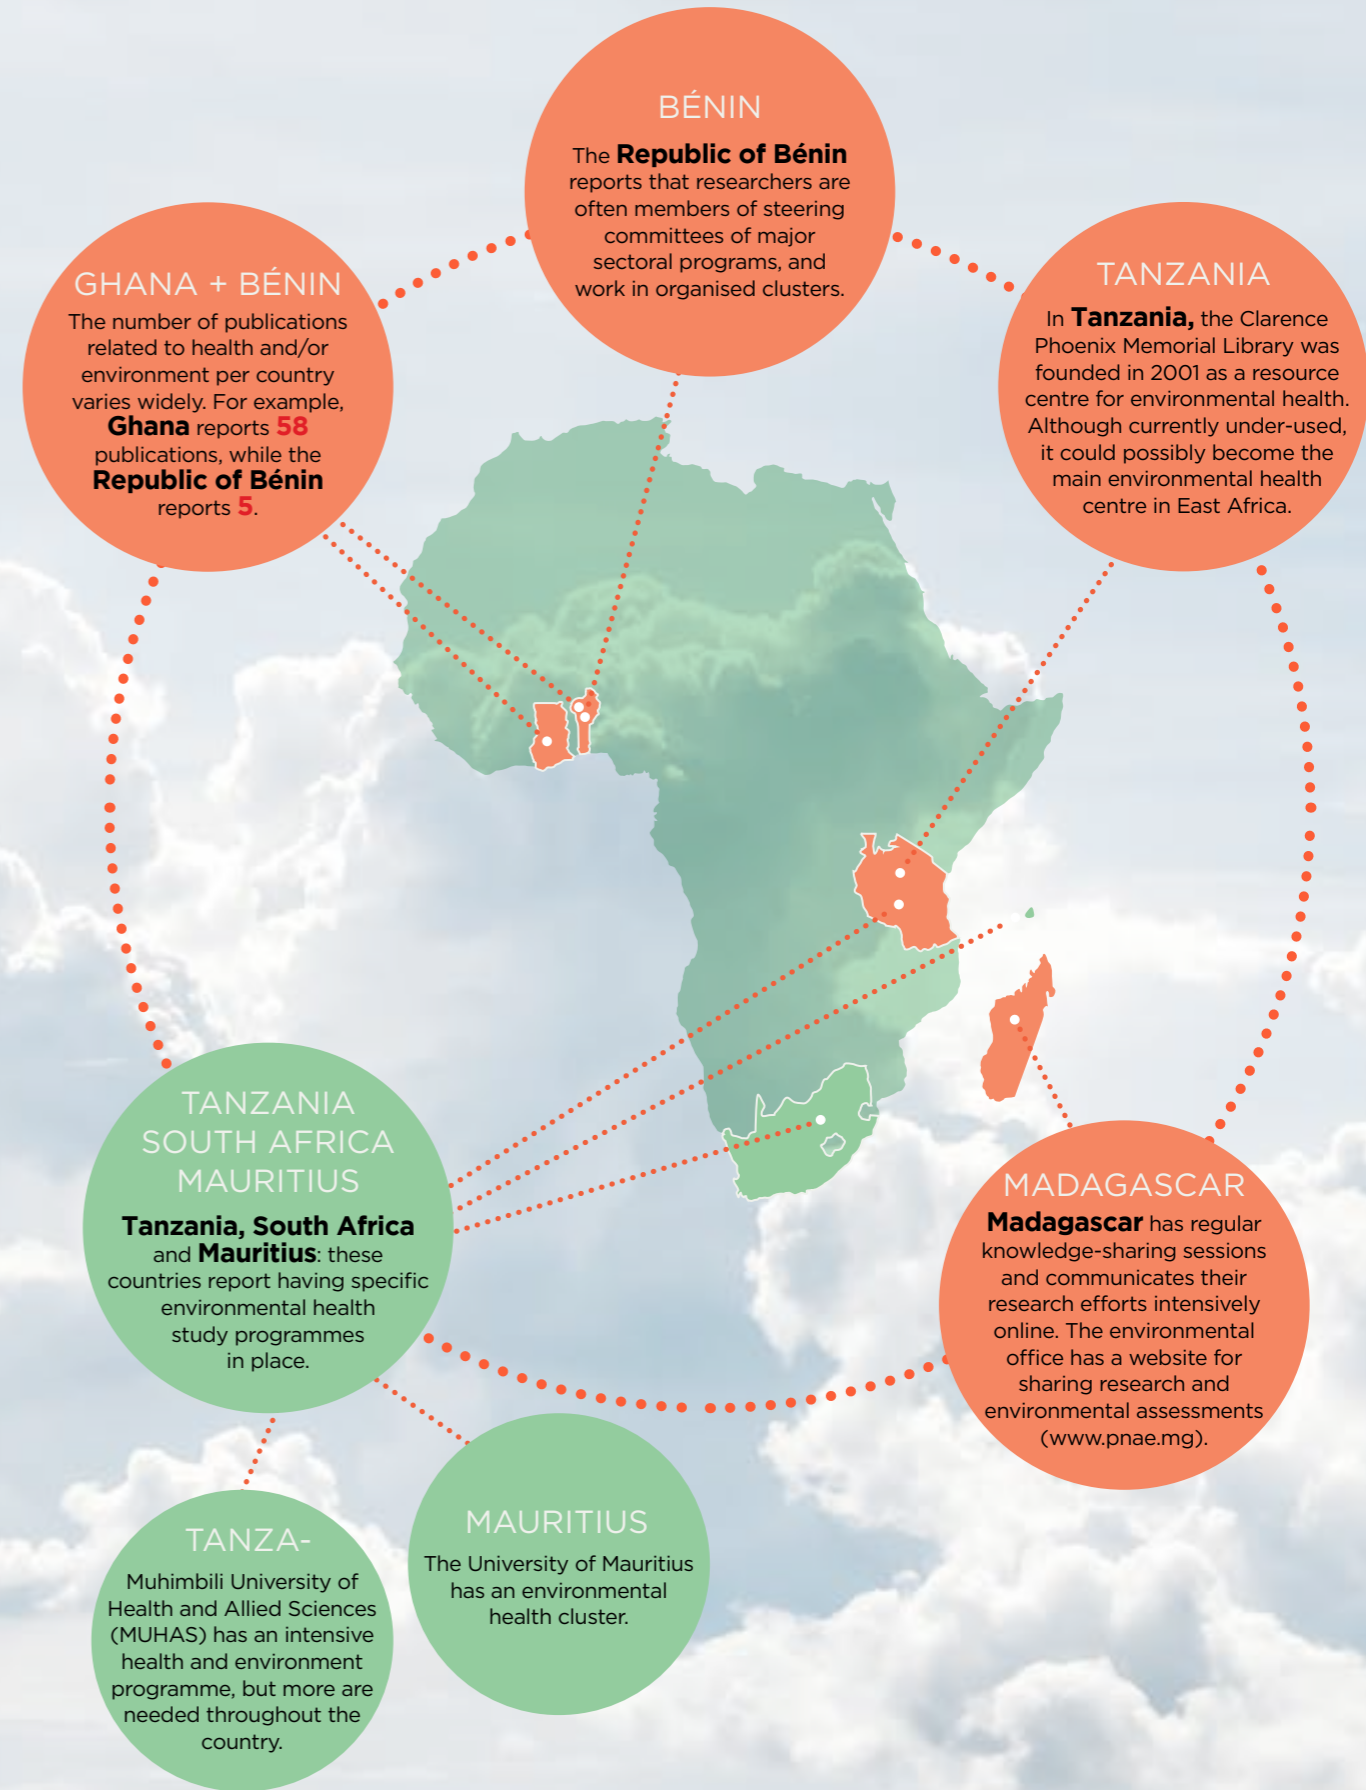 BÉNIN
The Republic of Bénin
reports that researchers are
often members of steering
committees of major
sectoral programs, and
work in organised clusters.
GHANA + BÉNIN
The number of publications
related to health and/or
environment per country
varies widely. For example,
Ghana reports 58
publications, while the
Republic of Bénin
reports 5.
TANZANIA
In Tanzania, the Clarence
Phoenix Memorial Library was
founded in 2001 as a resource
centre for environmental health.
Although currently under-used,
it could possibly become the
main environmental health
centre in East Africa.
TANZANIA
SOUTH AFRICA
MAURITIUS
Tanzania, South Africa
and Mauritius: these
countries report having specific
environmental health
study programmes
in place.
MADAGASCAR
Madagascar has regular
knowledge-sharing sessions
and communicates their
research efforts intensively
online. The environmental
office has a website for
sharing research and
environmental assessments
(www.pnae.mg).
TANZA-
Muhimbili University of
Health and Allied Sciences
(MUHAS) has an intensive
health and environment
programme, but more are
needed throughout the
country.
MAURITIUS
The University of Mauritius
has an environmental
health cluster.